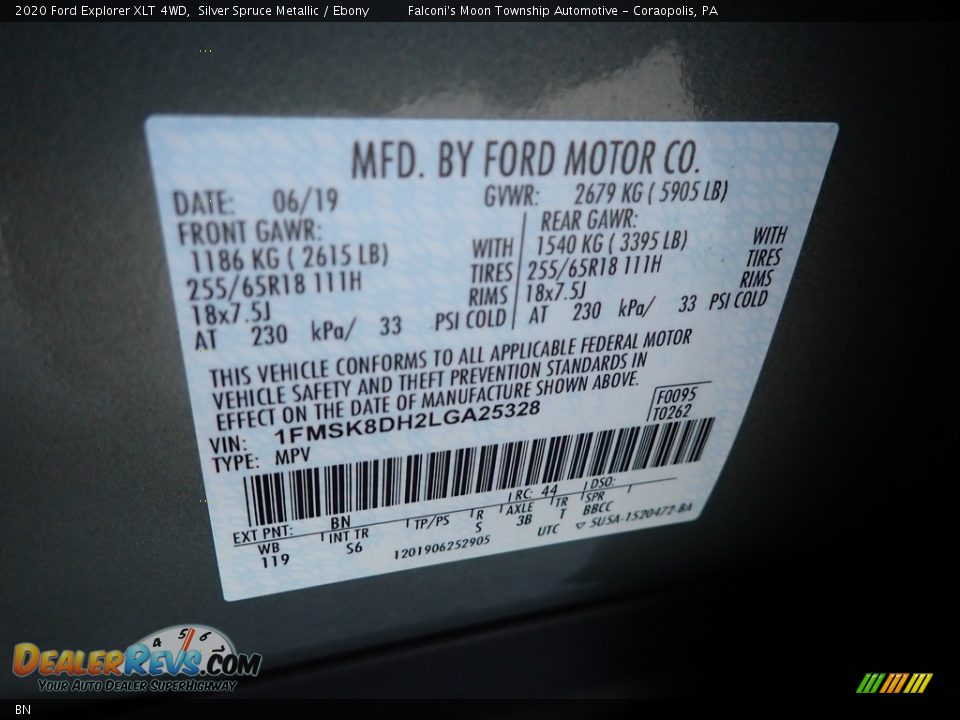 2020 Ford Explorer XLT 4WD, Silver Spruce Metallic / Ebony Falconi's Moon Township Automotive - Coraopolis, PA
MFD. BY FORD MOTOR CO.
DATE: 06/19 GVWR: 2679 KG ( 5905 LB)
FRONT GAWR: REAR GAWR:
1186 KG ( 2615 LB) WITH 1540 KG ( 3395 LB) WITH
255/65R18 111H TIRES 255/65R18 111H TIRES
18x7.5J RIMS 18x7.5J RIMS
AT 230 kPa/ 33 PSI COLD AT 230 kPa/ 33 PSI COLD
THIS VEHICLE CONFORMS TO ALL APPLICABLE FEDERAL MOTOR
VEHICLE SAFETY AND THEFT PREVENTION STANDARDS IN
EFFECT ON THE DATE OF MANUFACTURE SHOWN ABOVE.
VIN: 1FMSK8DH2LGA25328 F0095
TYPE: MPV T0262
EXT PNT: BN RC: 44 DSO:
WB INT TR TP/PS R AXLE TR SPR
119 S6 S 3B T BBCC
1201906252905 UTC ▽ 5U5A-1520472-BA
DEALERREVS.COM
YOUR AUTO DEALER SUPERHIGHWAY
4 5 6
BN